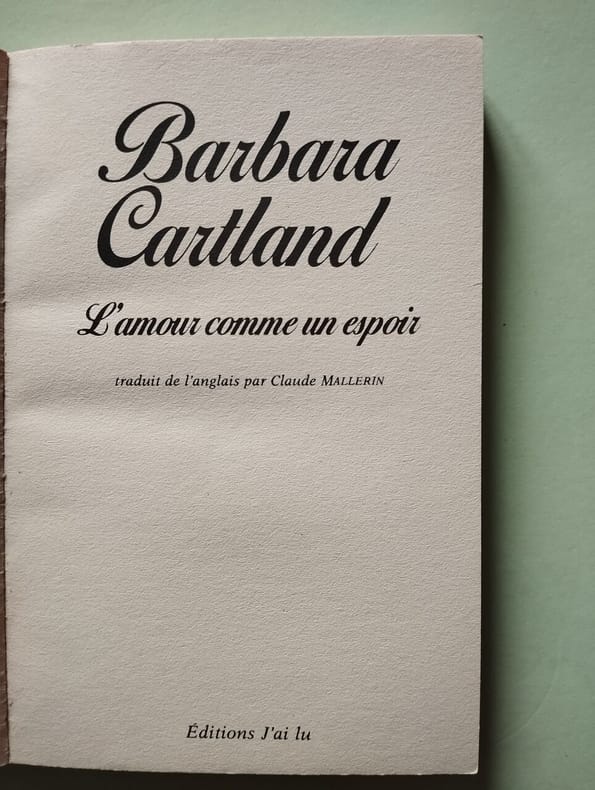 Barbara
Cartland
L'amour comme un espoir
traduit de l'anglais par Claude MALLERIN
Éditions J'ai lu